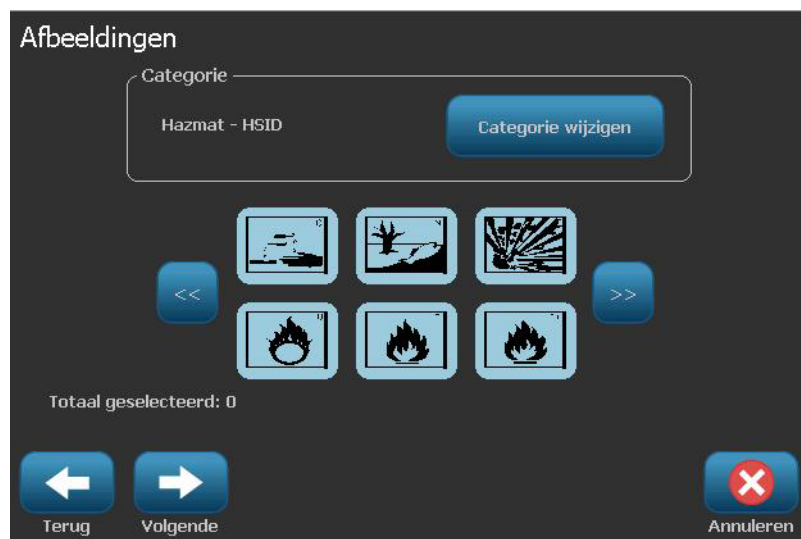 Afbeeldingen
Categorie
Hazmat - HSID
Categorie wijzigen
<<
>>
Totaal geselecteerd: 0
Terug
Volgende
Annuleren